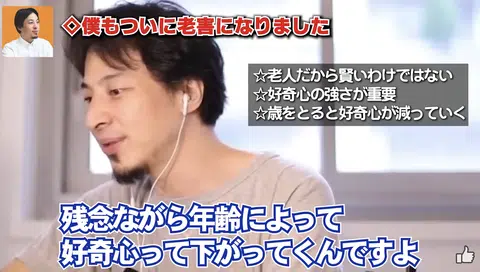 ◇僕もついに老害になりました
☆老人だから賢いわけではない
☆好奇心の強さが重要
☆歳をとると好奇心が減っていく
残念ながら年齢によって
好奇心って下がってくんですよ